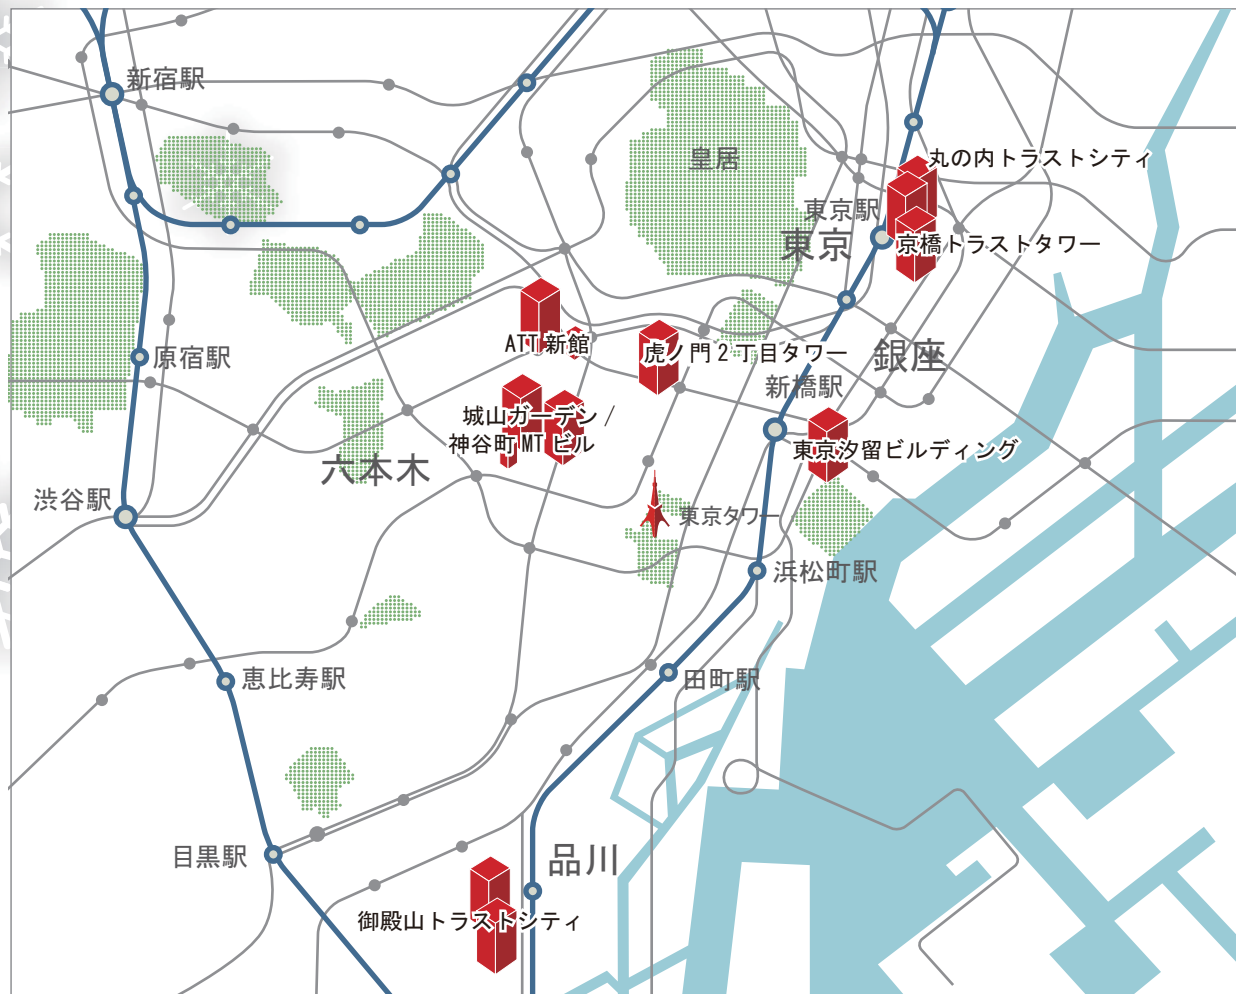 新宿駅
皇居
丸の内トラストシティ
東京駅
東京
京橋トラストタワー
原宿駅
ATT 新館
虎ノ門２丁目タワー
銀座
新橋駅
城山ガーデン /
神谷町 MT ビル
六本木
東京汐留ビルディング
渋谷駅
東京タワー
浜松町駅
恵比寿駅
田町駅
目黒駅
品川
御殿山トラストシティ